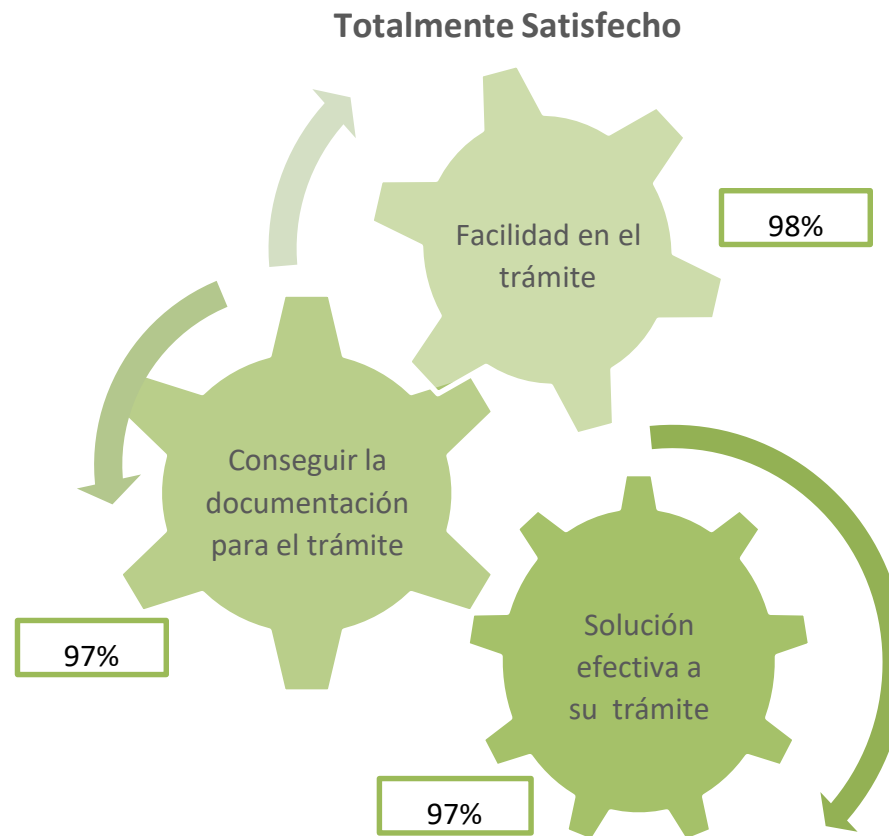 Totalmente Satisfecho
Facilidad en el
trámite
98%
Conseguir la
documentación
para el trámite
97%
Solución
efectiva a
su  trámite
97%